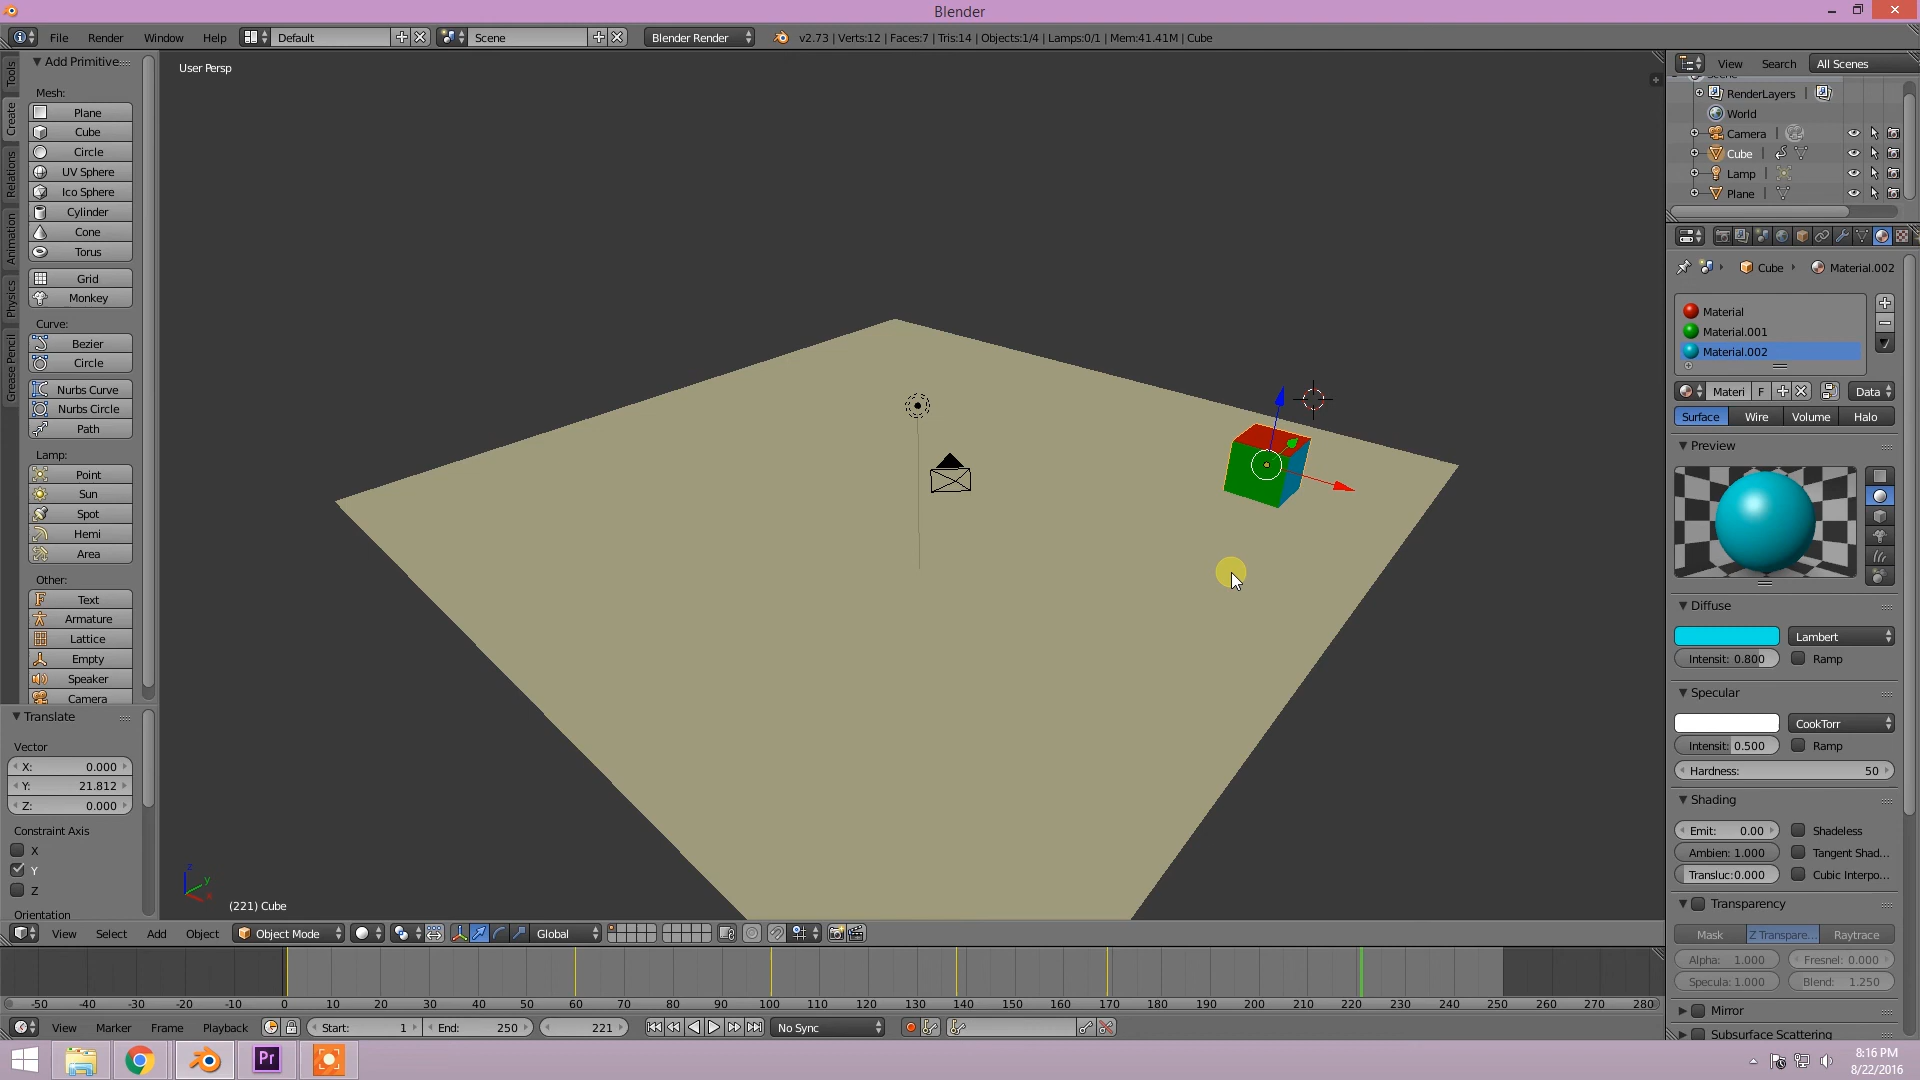 Blender
File Render Window Help Default Scene Blender Render v2.73 | Verts:12 | Faces:7 | Tris:14 | Objects:1/4 | Lamps:0/1 | Mem:41.41M | Cube
Tools
Create
Relations
Animation
Physics
Grease Pencil
Add Primitive
Mesh:
Plane
Cube
Circle
UV Sphere
Ico Sphere
Cylinder
Cone
Torus
Grid
Monkey
Curve:
Bezier
Circle
Nurbs Curve
Nurbs Circle
Path
Lamp:
Point
Sun
Spot
Hemi
Area
Other:
Text
Armature
Lattice
Empty
Speaker
Camera
Translate
Vector
X: 0.000
Y: 21.812
Z: 0.000
Constraint Axis
X
Y
Z
Orientation
User Persp
z
y
x
(221) Cube
View Select Add Object Object Mode Global
-50 -40 -30 -20 -10 0 10 20 30 40 50 60 70 80 90 100 110 120 130 140 150 160 170 180 190 200 210 220 230 240 250 260 270 280
View Marker Frame Playback Start: 1 End: 250 221 No Sync
View Search All Scenes
RenderLayers |
World
Camera |
Cube |
Lamp |
Plane |
Cube Material.002
Material
Material.001
Material.002
Materi F Data
Surface Wire Volume Halo
Preview
Diffuse
Lambert
Intensit: 0.800 Ramp
Specular
CookTorr
Intensit: 0.500 Ramp
Hardness: 50
Shading
Emit: 0.00 Shadeless
Ambien: 1.000 Tangent Shad...
Transluc:0.000 Cubic Interpo...
Transparency
Mask Z Transpare... Raytrace
Alpha: 1.000 Fresnel: 0.000
Specula: 1.000 Blend: 1.250
Mirror
Subsurface Scattering
Pr
8:16 PM
8/22/2016